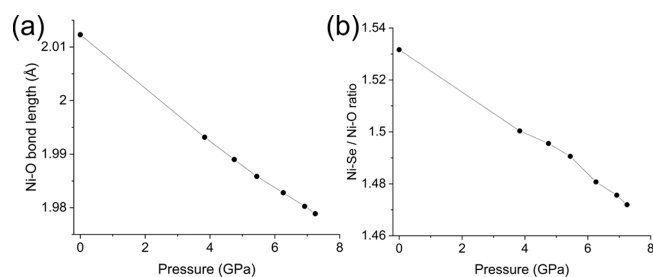 (a)
Ni-O bond length (Å)
2.01
2
1.99
1.98
0 2 4 6 8
Pressure (GPa)
(b)
Ni-Se / Ni-O ratio
1.54
1.52
1.5
1.48
1.46
0 2 4 6 8
Pressure (GPa)